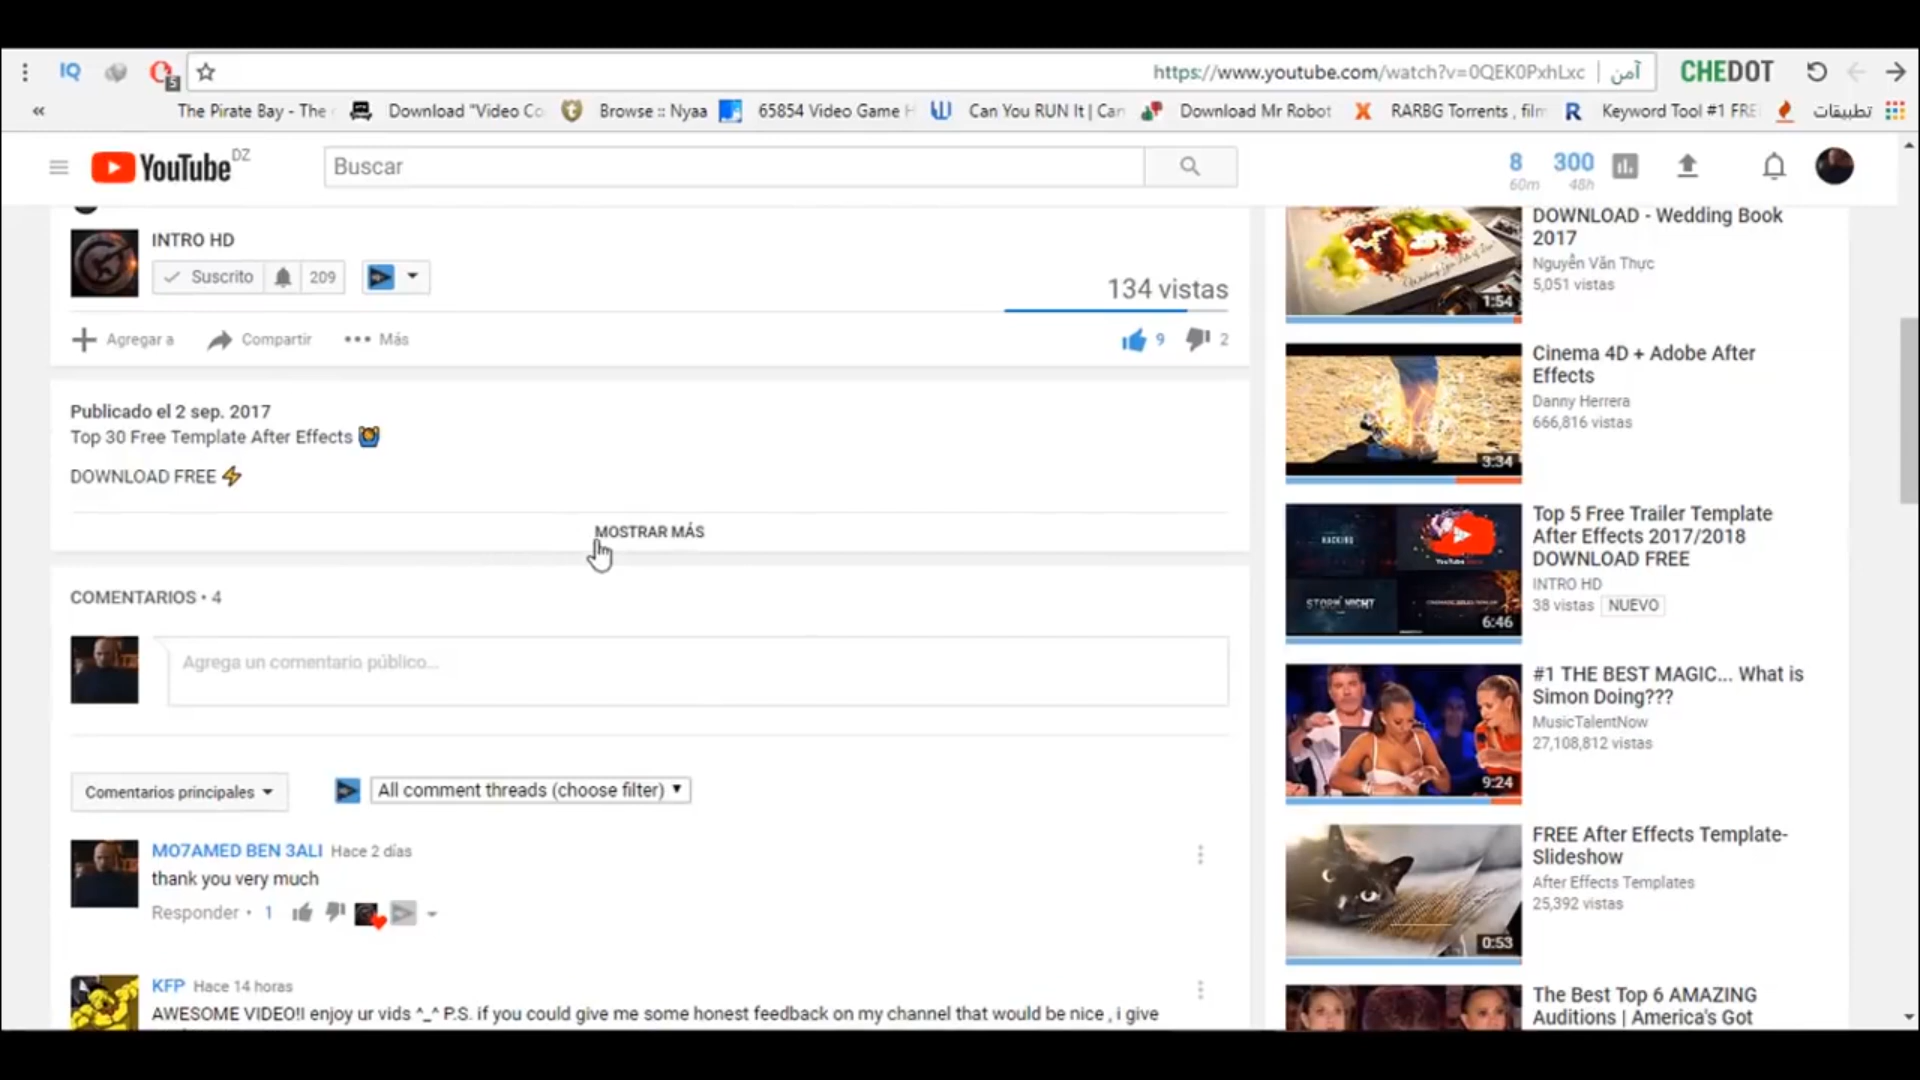 IQ
5
https://www.youtube.com/watch?v=0QEK0PxhLxc
آمن
CHEDOT
«
The Pirate Bay - The
Download "Video Co
Browse :: Nyaa
65854 Video Game H
Can You RUN It | Can
Download Mr Robot
RARBG Torrents , film
Keyword Tool #1 FRE
تطبيقات
YouTube DZ
Buscar
8
60m
300
48h
INTRO HD
Suscrito
209
134 vistas
Agregar a
Compartir
Más
9
2
Publicado el 2 sep. 2017
Top 30 Free Template After Effects
DOWNLOAD FREE ⚡
MOSTRAR MÁS
COMENTARIOS • 4
Agrega un comentario público...
Comentarios principales
All comment threads (choose filter)
MO7AMED BEN 3ALI Hace 2 días
thank you very much
Responder • 1
KFP Hace 14 horas
AWESOME VIDEO!I enjoy ur vids ^_^ P.S. if you could give me some honest feedback on my channel that would be nice , i give
DOWNLOAD - Wedding Book
2017
Nguyễn Văn Thực
5,051 vistas
1:54
Cinema 4D + Adobe After
Effects
Danny Herrera
666,816 vistas
3:34
Top 5 Free Trailer Template
After Effects 2017/2018
DOWNLOAD FREE
INTRO HD
38 vistas NUEVO
HACKING
YouTube
STORM NIGHT
6:46
#1 THE BEST MAGIC... What is
Simon Doing???
MusicTalentNow
27,108,812 vistas
9:24
FREE After Effects Template-
Slideshow
After Effects Templates
25,392 vistas
0:53
The Best Top 6 AMAZING
Auditions | America's Got